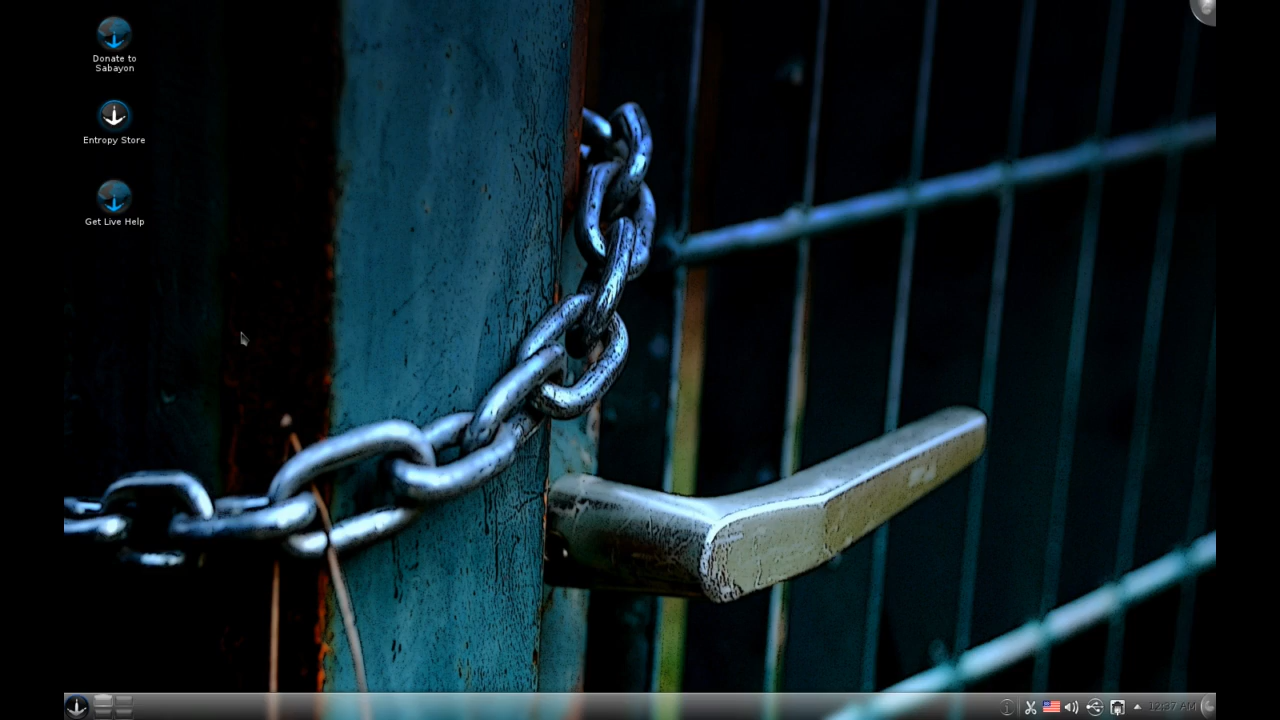 Donate to
Sabayon
Entropy Store
Get Live Help
12:37 AM